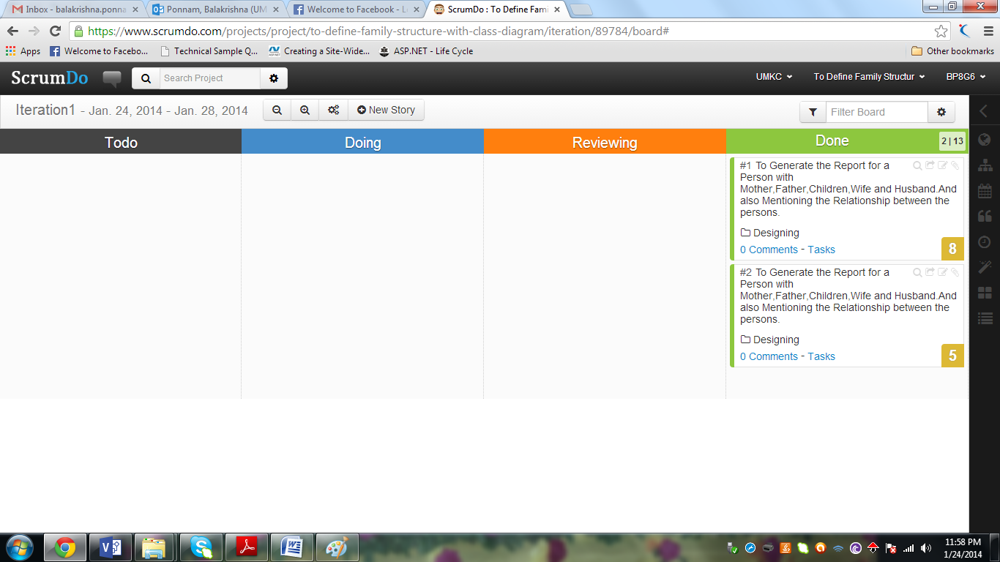 Inbox - balakrishna.ponna
Ponnam, Balakrishna (UM
Welcome to Facebook - L
ScrumDo : To Define Fami
https://www.scrumdo.com/projects/project/to-define-family-structure-with-class-diagram/iteration/89784/board#
Apps
Welcome to Facebo...
Technical Sample Q...
Creating a Site-Wide...
ASP.NET - Life Cycle
Other bookmarks
ScrumDo
Search Project
UMKC
To Define Family Structur
BP8G6
Iteration1 - Jan. 24, 2014 - Jan. 28, 2014
New Story
Filter Board
Todo
Doing
Reviewing
Done
2 | 13
#1 To Generate the Report for a
Person with
Mother,Father,Children,Wife and Husband.And
also Mentioning the Relationship between the
persons.
Designing
0 Comments - Tasks
8
#2 To Generate the Report for a
Person with
Mother,Father,Children,Wife and Husband.And
also Mentioning the Relationship between the
persons.
Designing
0 Comments - Tasks
5
11:58 PM
1/24/2014